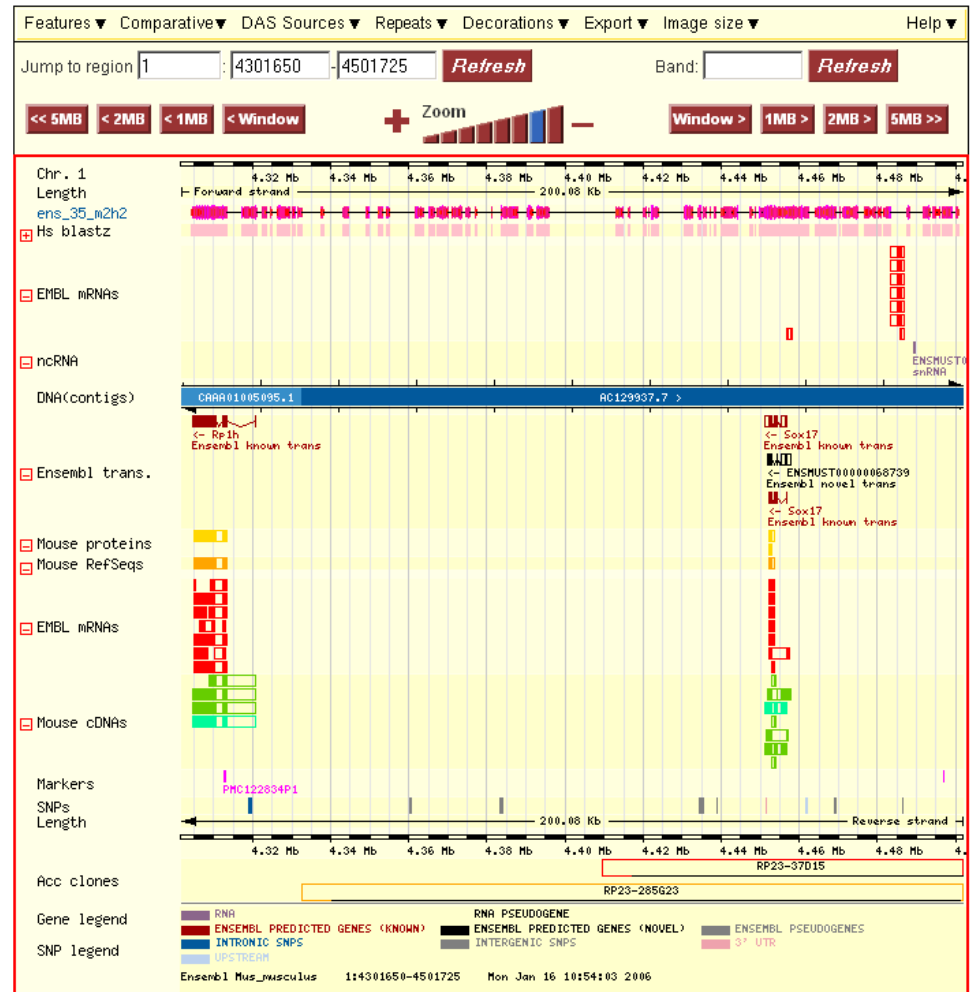 Features ▼ Comparative▼ DAS Sources ▼ Repeats ▼ Decorations ▼ Export ▼ Image size ▼ Help ▼
Jump to region 1 : 4301650 - 4501725 Refresh Band: Refresh
<< 5MB < 2MB < 1MB < Window + Zoom − Window > 1MB > 2MB > 5MB >>
Chr. 1 4.32 Mb 4.34 Mb 4.36 Mb 4.38 Mb 4.40 Mb 4.42 Mb 4.44 Mb 4.46 Mb 4.48 Mb 4.
Length Forward strand 200.08 Kb
ens_35_m2h2
Hs blastz
EMBL mRNAs
ncRNA ENSMUST0
snRNA
DNA(contigs) CAAA01005095.1 AC129937.7 >
<- Rp1h <- Sox17
Ensembl known trans Ensembl known trans
Ensembl trans. <- ENSMUST00000068739
Ensembl novel trans
<- Sox17
Ensembl known trans
Mouse proteins
Mouse RefSeqs
EMBL mRNAs
Mouse cDNAs
Markers PMC122834P1
SNPs
Length 200.08 Kb Reverse strand
4.32 Mb 4.34 Mb 4.36 Mb 4.38 Mb 4.40 Mb 4.42 Mb 4.44 Mb 4.46 Mb 4.48 Mb 4.
RP23-37D15
Acc clones
RP23-285G23
Gene legend RNA RNA PSEUDOGENE
ENSEMBL PREDICTED GENES (KNOWN) ENSEMBL PREDICTED GENES (NOVEL) ENSEMBL PSEUDOGENES
SNP legend INTRONIC SNPS INTERGENIC SNPS 3' UTR
UPSTREAM
Ensembl Mus_musculus 1:4301650-4501725 Mon Jan 16 10:54:03 2006